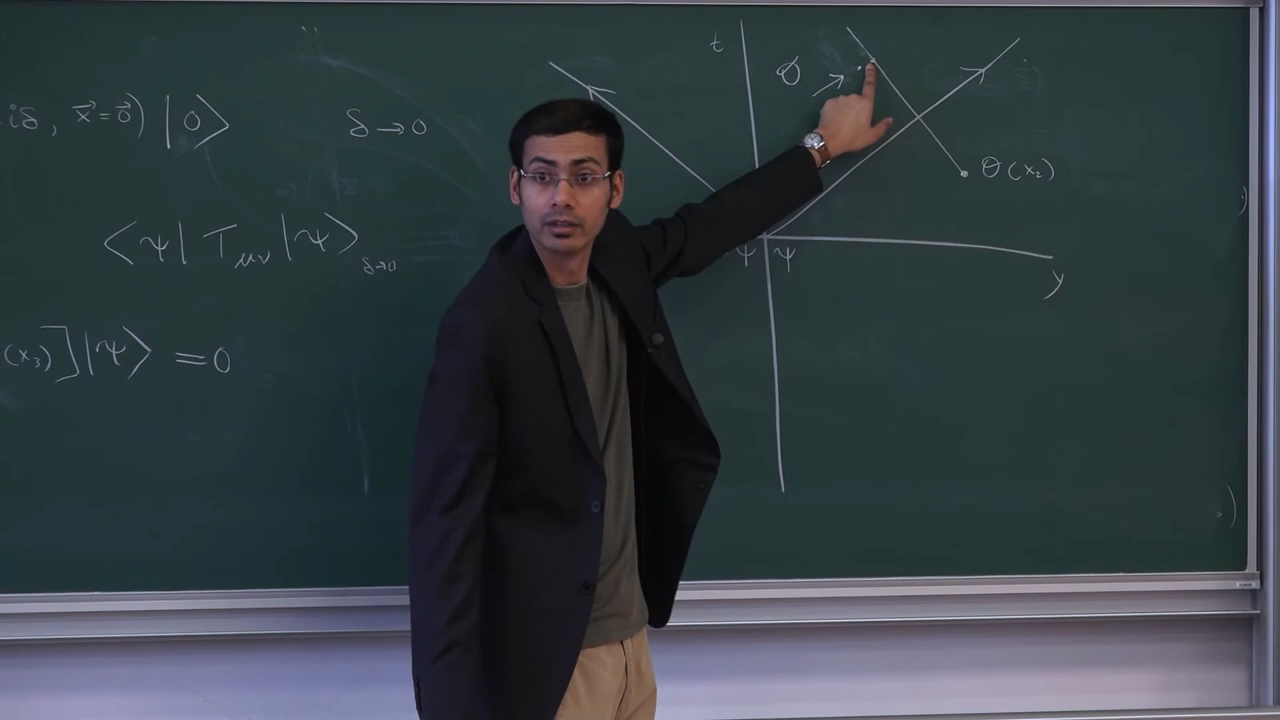 iδ, x⃗=0⃗) |0⟩ δ→0
⟨ψ| T_μν |ψ⟩_δ→0
(x₃)]|ψ⟩ =0
t
O
O(x₂)
ψ ψ
y